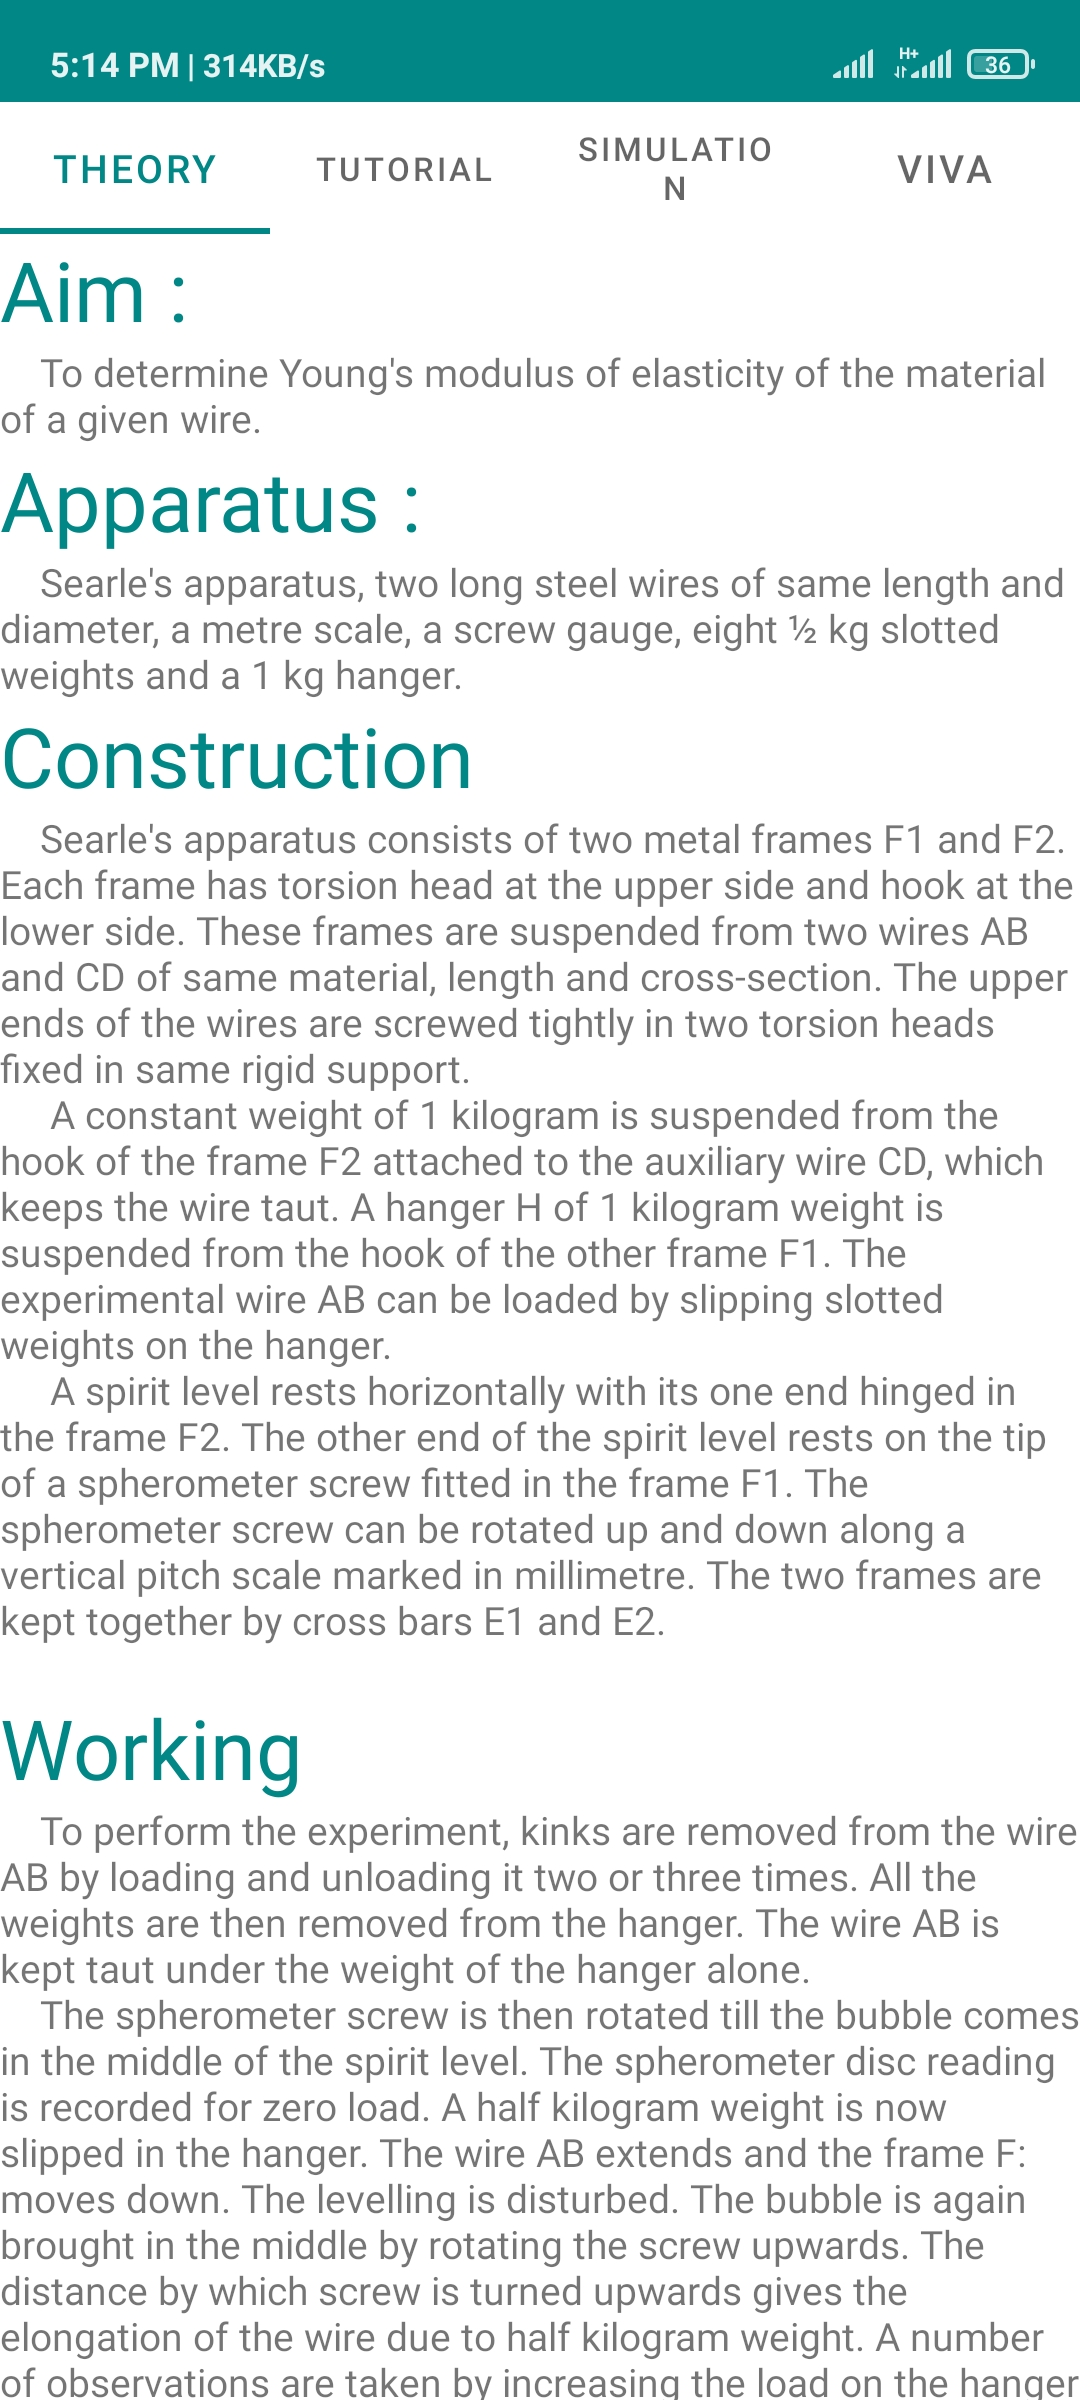 5:14 PM | 314KB/s
H+
36
THEORY
TUTORIAL
SIMULATIO
N
VIVA
Aim :
To determine Young's modulus of elasticity of the material
of a given wire.
Apparatus :
Searle's apparatus, two long steel wires of same length and
diameter, a metre scale, a screw gauge, eight ½ kg slotted
weights and a 1 kg hanger.
Construction
Searle's apparatus consists of two metal frames F1 and F2.
Each frame has torsion head at the upper side and hook at the
lower side. These frames are suspended from two wires AB
and CD of same material, length and cross-section. The upper
ends of the wires are screwed tightly in two torsion heads
fixed in same rigid support.
A constant weight of 1 kilogram is suspended from the
hook of the frame F2 attached to the auxiliary wire CD, which
keeps the wire taut. A hanger H of 1 kilogram weight is
suspended from the hook of the other frame F1. The
experimental wire AB can be loaded by slipping slotted
weights on the hanger.
A spirit level rests horizontally with its one end hinged in
the frame F2. The other end of the spirit level rests on the tip
of a spherometer screw fitted in the frame F1. The
spherometer screw can be rotated up and down along a
vertical pitch scale marked in millimetre. The two frames are
kept together by cross bars E1 and E2.
Working
To perform the experiment, kinks are removed from the wire
AB by loading and unloading it two or three times. All the
weights are then removed from the hanger. The wire AB is
kept taut under the weight of the hanger alone.
The spherometer screw is then rotated till the bubble comes
in the middle of the spirit level. The spherometer disc reading
is recorded for zero load. A half kilogram weight is now
slipped in the hanger. The wire AB extends and the frame F:
moves down. The levelling is disturbed. The bubble is again
brought in the middle by rotating the screw upwards. The
distance by which screw is turned upwards gives the
elongation of the wire due to half kilogram weight. A number
of observations are taken by increasing the load on the hanger